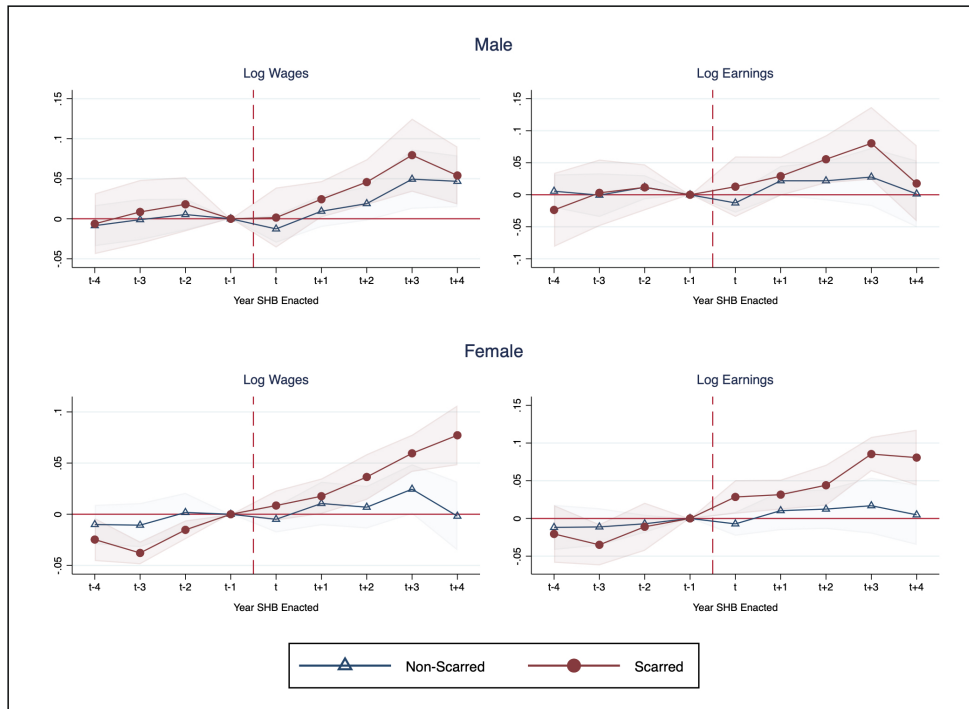 Male
Log Wages
.15
.1
.05
0
-.05
t-4 t-3 t-2 t-1 t t+1 t+2 t+3 t+4
Year SHB Enacted
Log Earnings
.15
.1
.05
0
-.05
-.1
t-4 t-3 t-2 t-1 t t+1 t+2 t+3 t+4
Year SHB Enacted
Female
Log Wages
.1
.05
0
-.05
t-4 t-3 t-2 t-1 t t+1 t+2 t+3 t+4
Year SHB Enacted
Log Earnings
.15
.1
.05
0
-.05
t-4 t-3 t-2 t-1 t t+1 t+2 t+3 t+4
Year SHB Enacted
Non-Scarred Scarred